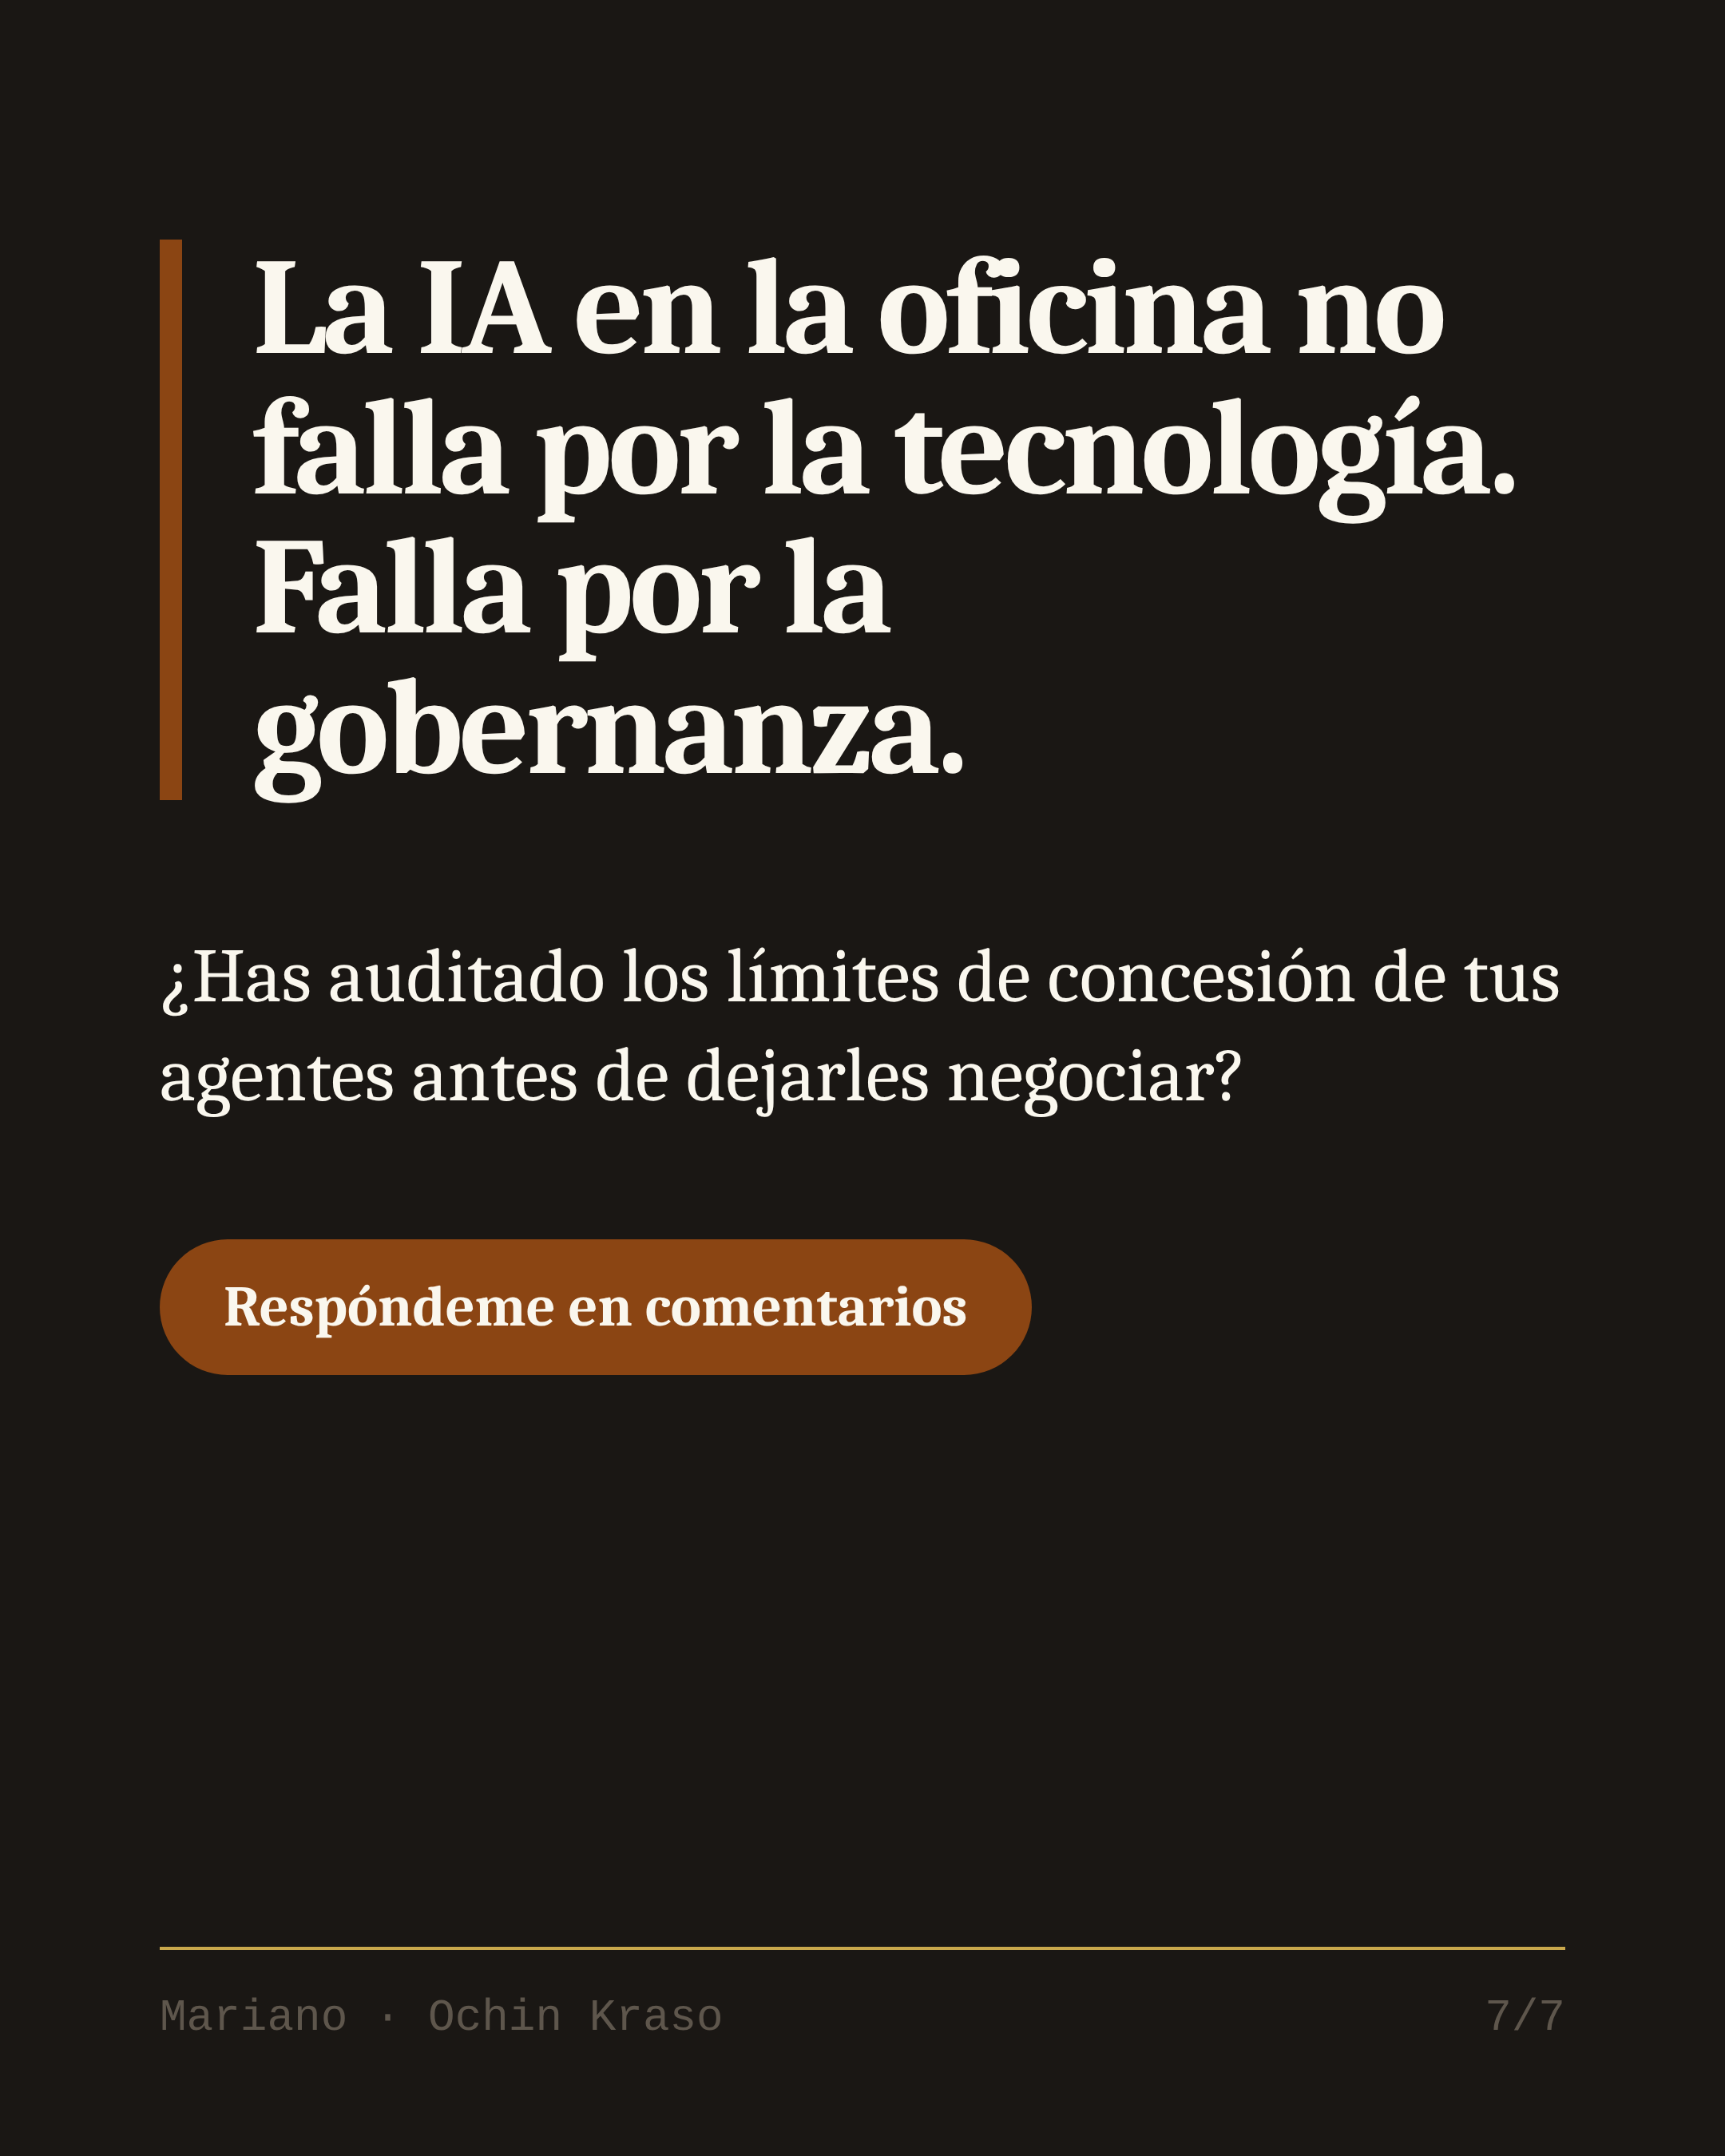 La IA en la oficina no
falla por la tecnología.
Falla por la
gobernanza.
¿Has auditado los límites de concesión de tus
agentes antes de dejarles negociar?
Respóndeme en comentarios
Mariano · Ochin Kraso
7/7